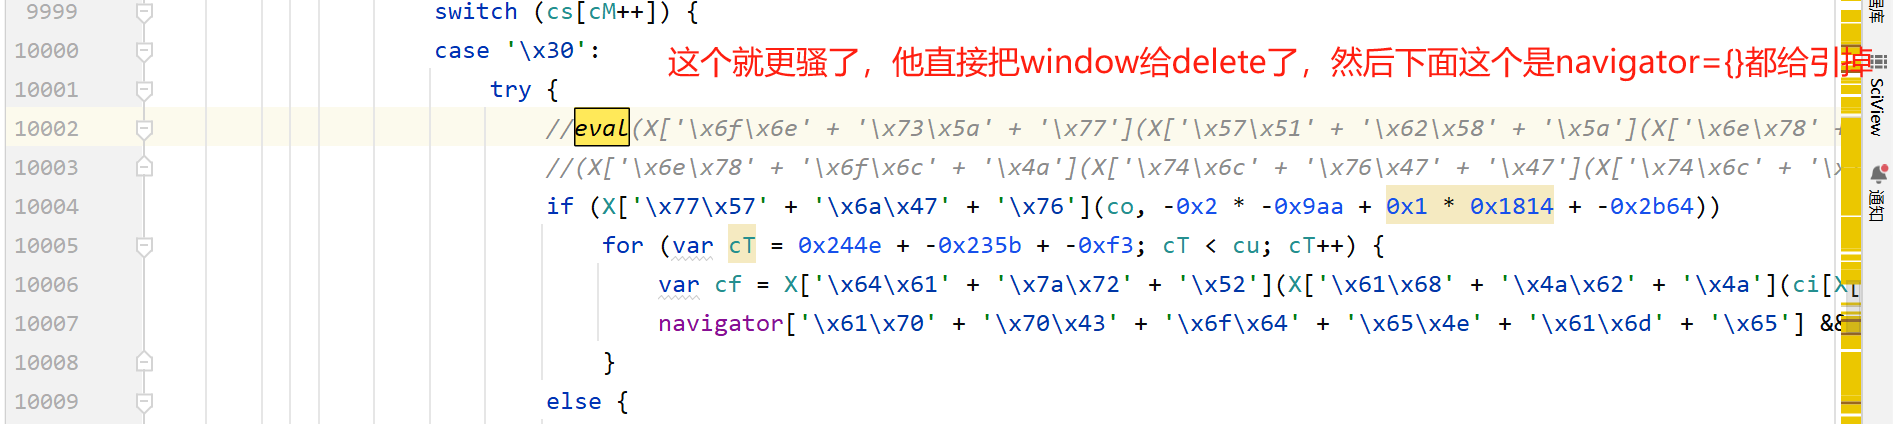 9999 switch (cs[cM++]) {
10000 case '\x30':
这个就更骚了，他直接把window给delete了，然后下面这个是navigator={}都给引掉
10001 try {
10002 //eval(X['\x6f\x6e' + '\x73\x5a' + '\x77'](X['\x57\x51' + '\x62\x58' + '\x5a'](X['\x6e\x78' +
10003 //(X['\x6e\x78' + '\x6f\x6c' + '\x4a'](X['\x74\x6c' + '\x76\x47' + '\x47'](X['\x74\x6c' + '\x
10004 if (X['\x77\x57' + '\x6a\x47' + '\x76'](co, -0x2 * -0x9aa + 0x1 * 0x1814 + -0x2b64))
10005 for (var cT = 0x244e + -0x235b + -0xf3; cT < cu; cT++) {
10006 var cf = X['\x64\x61' + '\x7a\x72' + '\x52'](X['\x61\x68' + '\x4a\x62' + '\x4a'](ci[X
10007 navigator['\x61\x70' + '\x70\x43' + '\x6f\x64' + '\x65\x4e' + '\x61\x6d' + '\x65'] &&
10008 }
10009 else {
SciView
通知